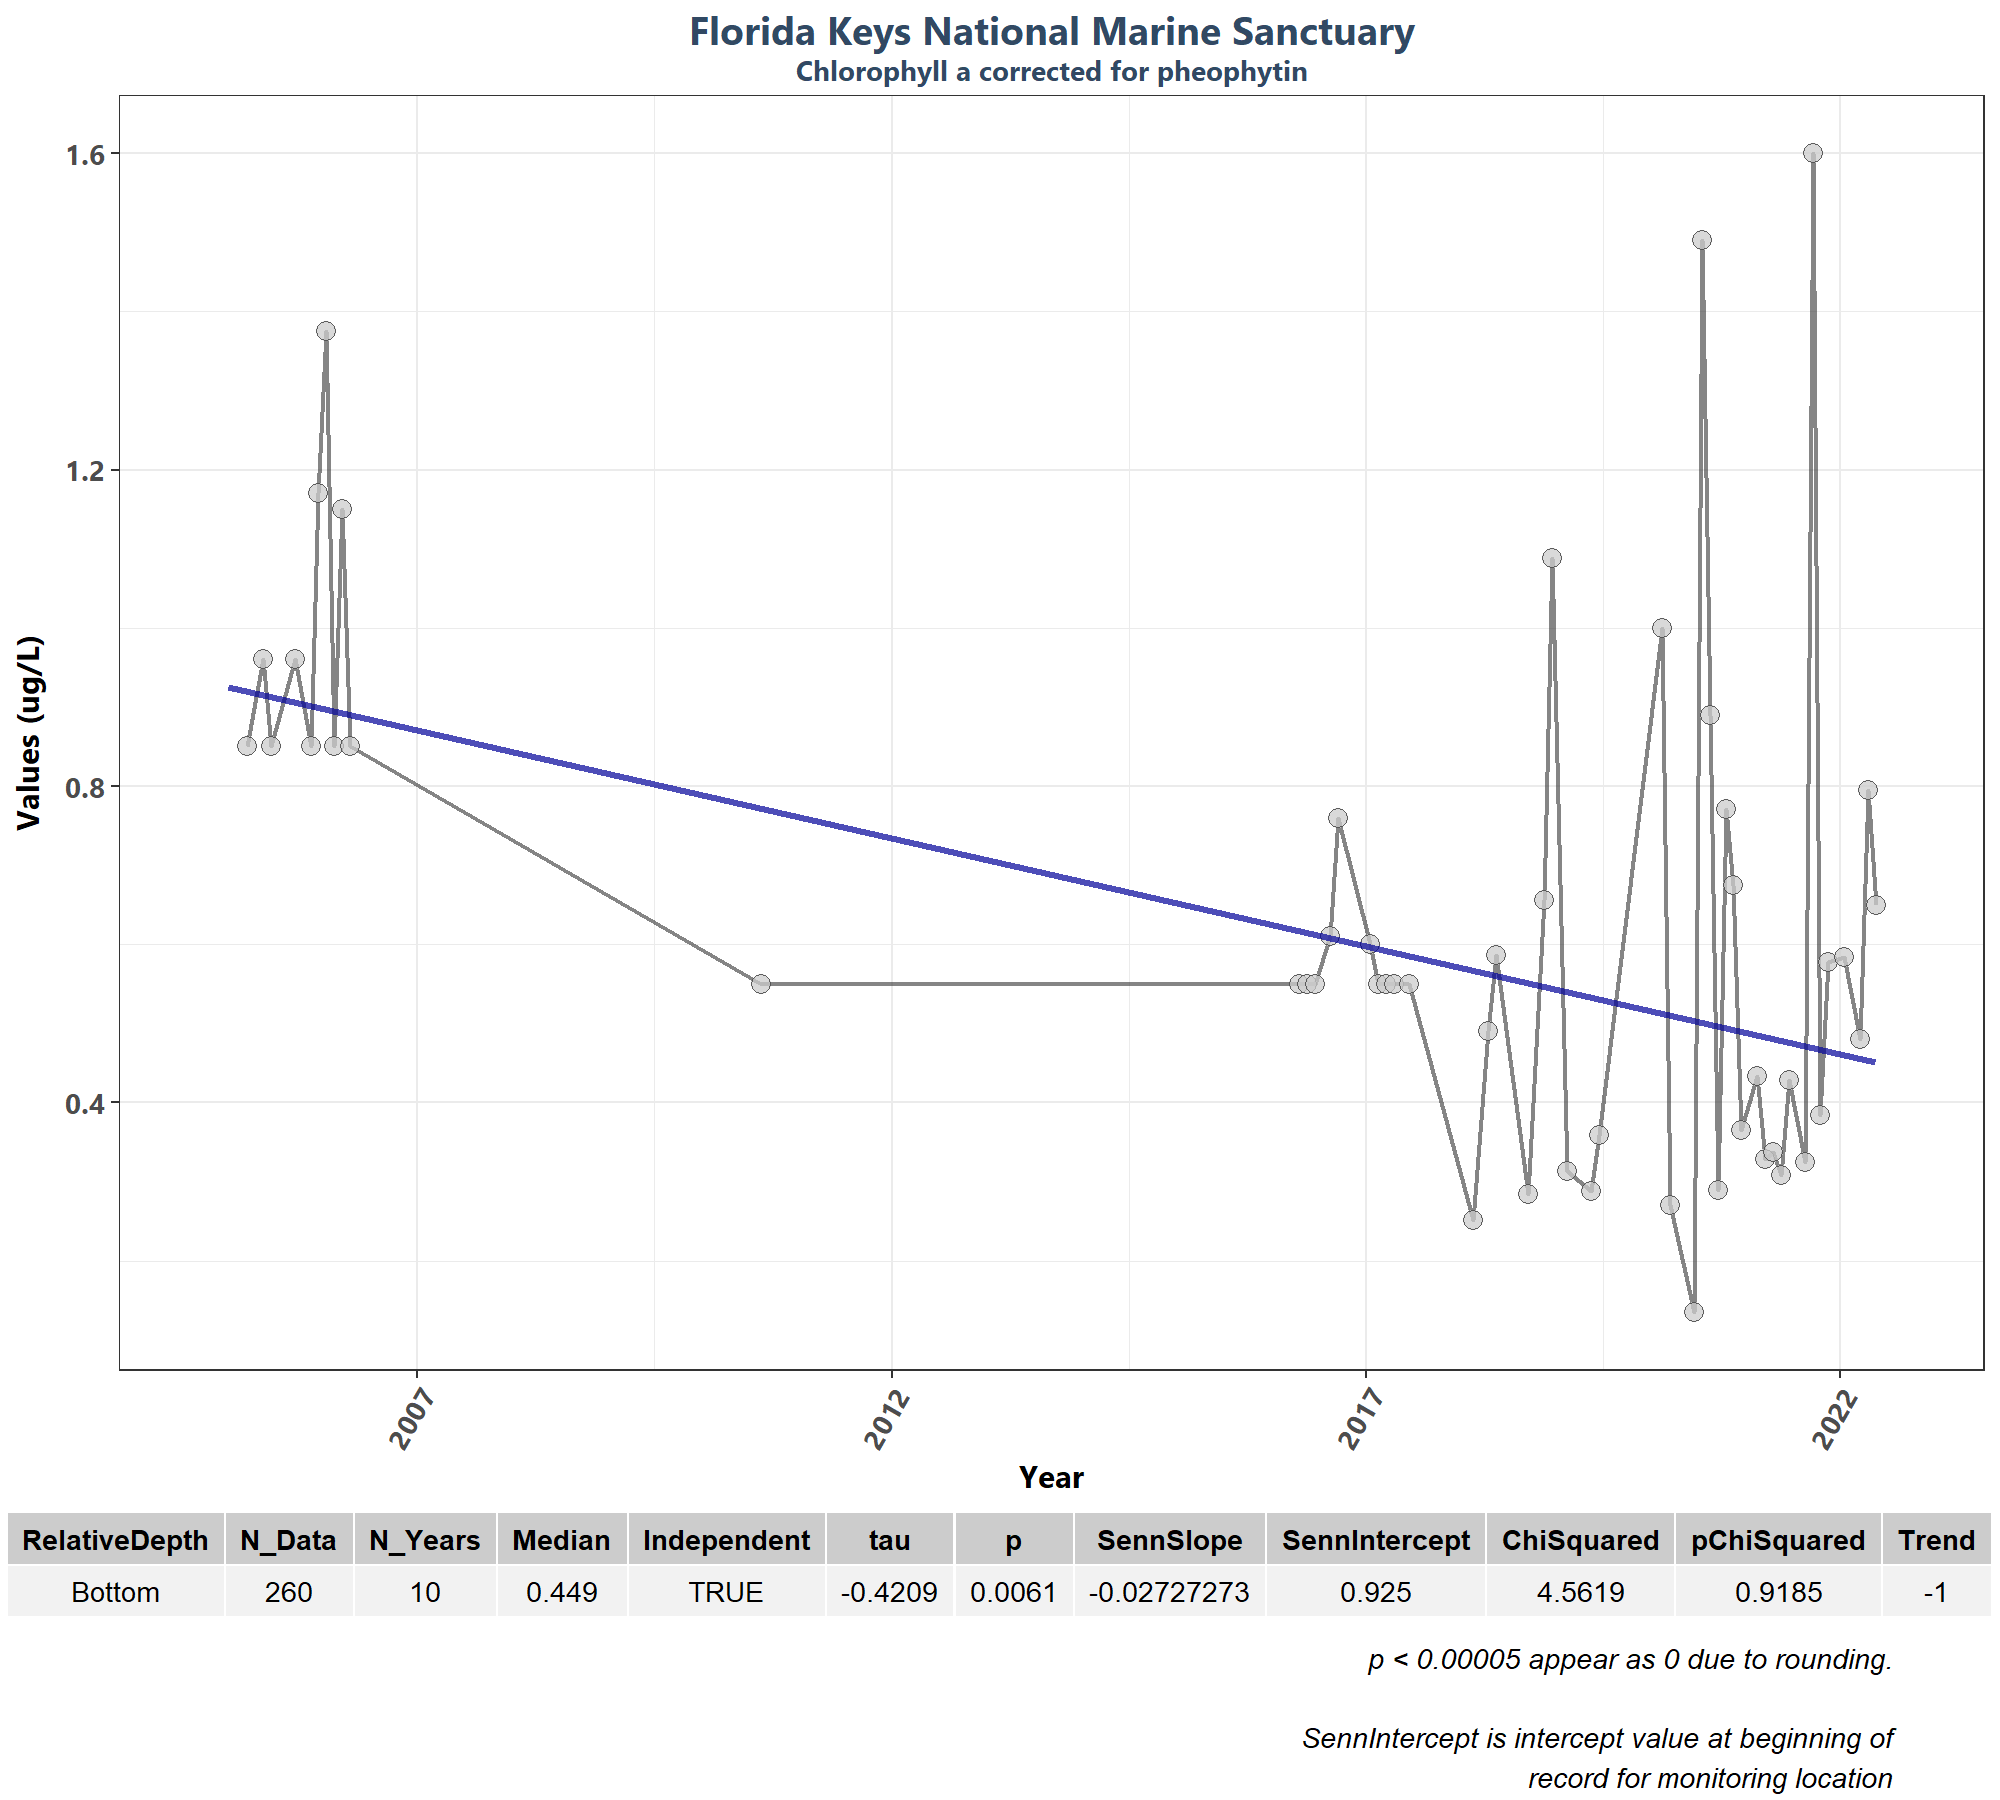 Florida Keys National Marine Sanctuary
Chlorophyll a corrected for pheophytin
Values (ug/L)
1.6
1.2
0.8
0.4
2007 2012 2017 2022
Year
RelativeDepth N_Data N_Years Median Independent tau p SennSlope SennIntercept ChiSquared pChiSquared Trend
Bottom 260 10 0.449 TRUE -0.4209 0.0061 -0.02727273 0.925 4.5619 0.9185 -1
p < 0.00005 appear as 0 due to rounding.
SennIntercept is intercept value at beginning of
record for monitoring location